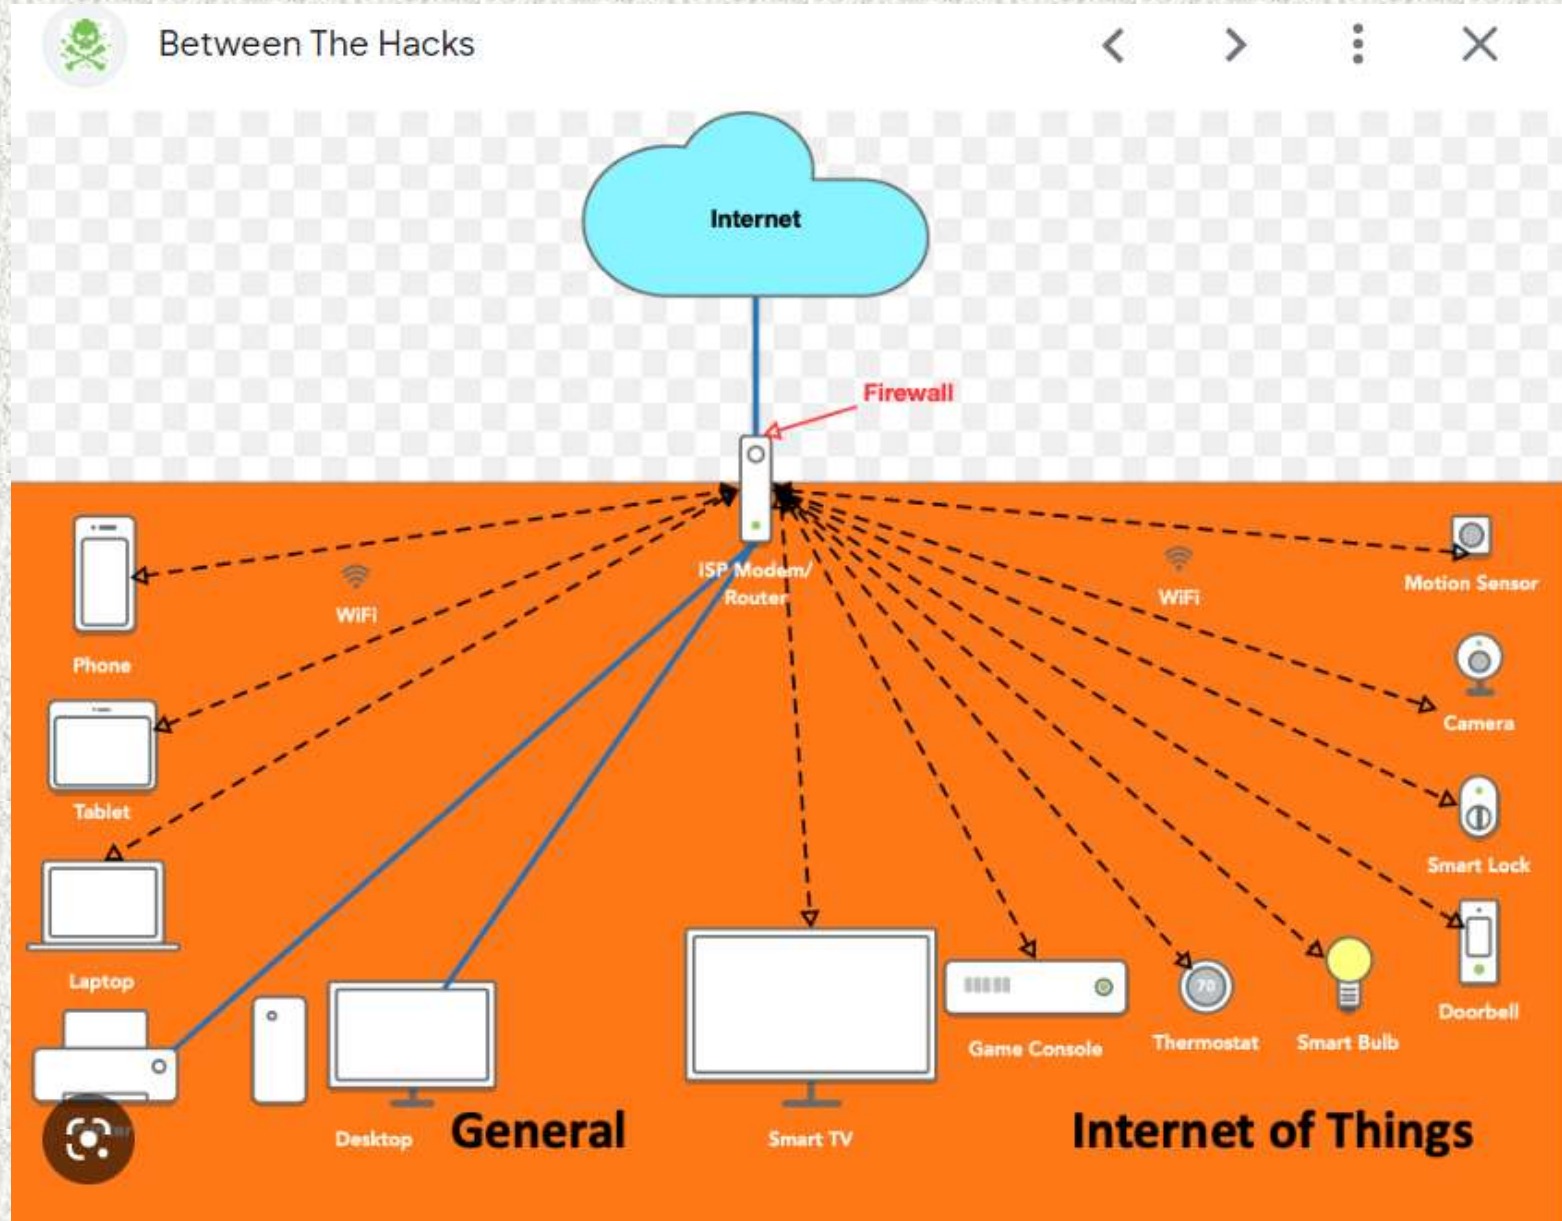 Between The Hacks
Internet
Firewall
ISP Modem/
Router
WiFi
WiFi
Phone
Tablet
Laptop
Desktop
General
Smart TV
Game Console
70
Thermostat
Smart Bulb
Motion Sensor
Camera
Smart Lock
Doorbell
Internet of Things